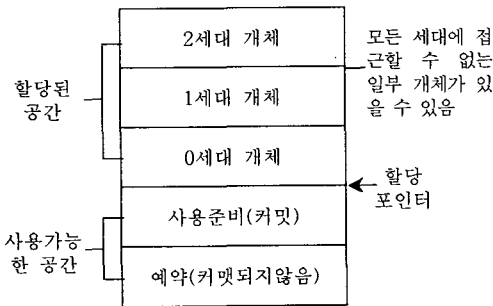 2세대 개체
1세대 개체
0세대 개체
사용준비(커밋)
예약(커맷되지않음)
할당된
공간
사용가능
한 공간
모든 세대에 접
근할 수 없는
일부 개체가 있
을 수 있음
할당
포인터